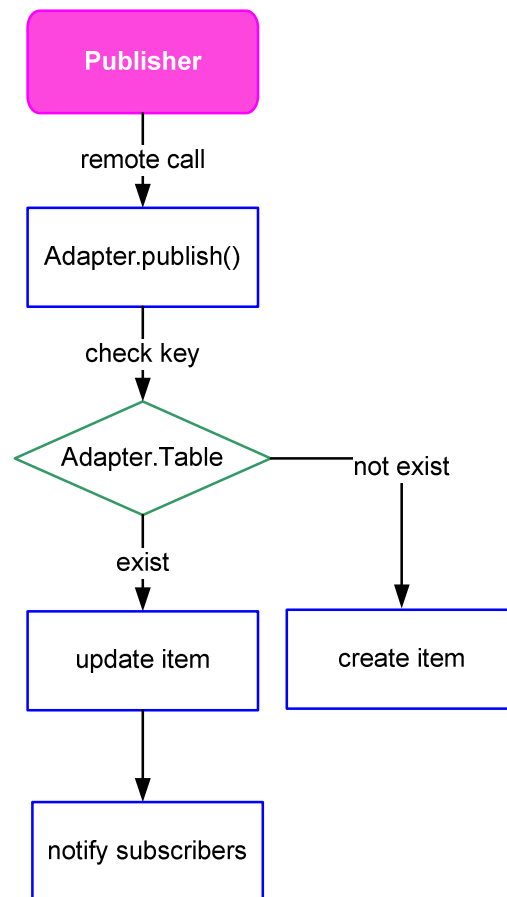 Publisher
remote call
Adapter.publish()
check key
Adapter.Table
not exist
exist
update item
create item
notify subscribers